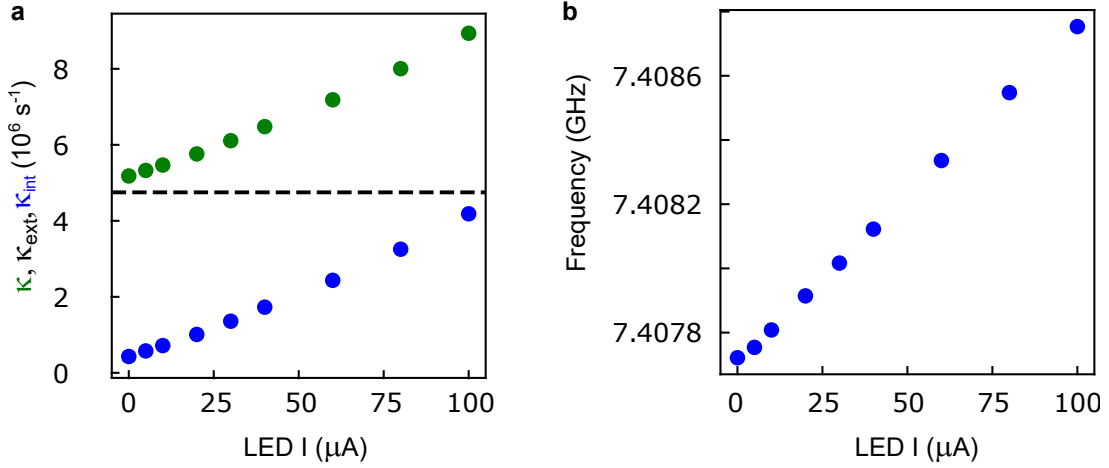 a
κ, κext, κint (10⁶ s⁻¹)
8
6
4
2
0
0 25 50 75 100
LED I (μA)
b
Frequency (GHz)
7.4086
7.4082
7.4078
0 25 50 75 100
LED I (μA)